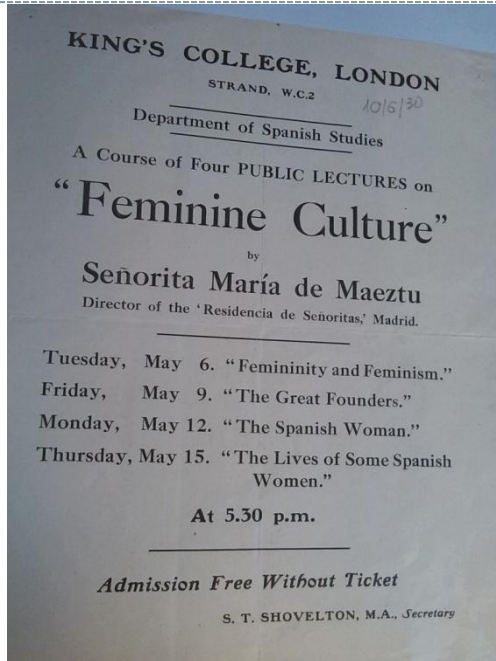 KING'S COLLEGE, LONDON
STRAND, W.C.2
10/6/30
Department of Spanish Studies
A Course of Four PUBLIC LECTURES on
“Feminine Culture”
by
Señorita María de Maeztu
Director of the ‘Residencia de Señoritas,’ Madrid.
Tuesday, May 6. “Femininity and Feminism.”
Friday, May 9. “The Great Founders.”
Monday, May 12. “The Spanish Woman.”
Thursday, May 15. “The Lives of Some Spanish
Women.”
At 5.30 p.m.
Admission Free Without Ticket
S. T. SHOVELTON, M.A., Secretary